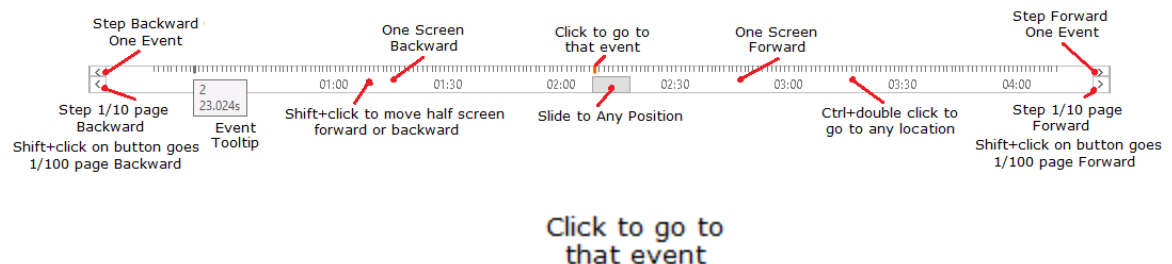 Step Backward
One Event
One Screen
Backward
Click to go to
that event
One Screen
Forward
Step Forward
One Event
<
>
<
01:00
01:30
02:00
02:30
03:00
03:30
04:00
>
2
23.024s
Event
Tooltip
Step 1/10 page
Backward
Shift+click on button goes
1/100 page Backward
Shift+click to move half screen
forward or backward
Slide to Any Position
Ctrl+double click to
go to any location
Step 1/10 page
Forward
Shift+click on button goes
1/100 page Forward
Click to go to
that event